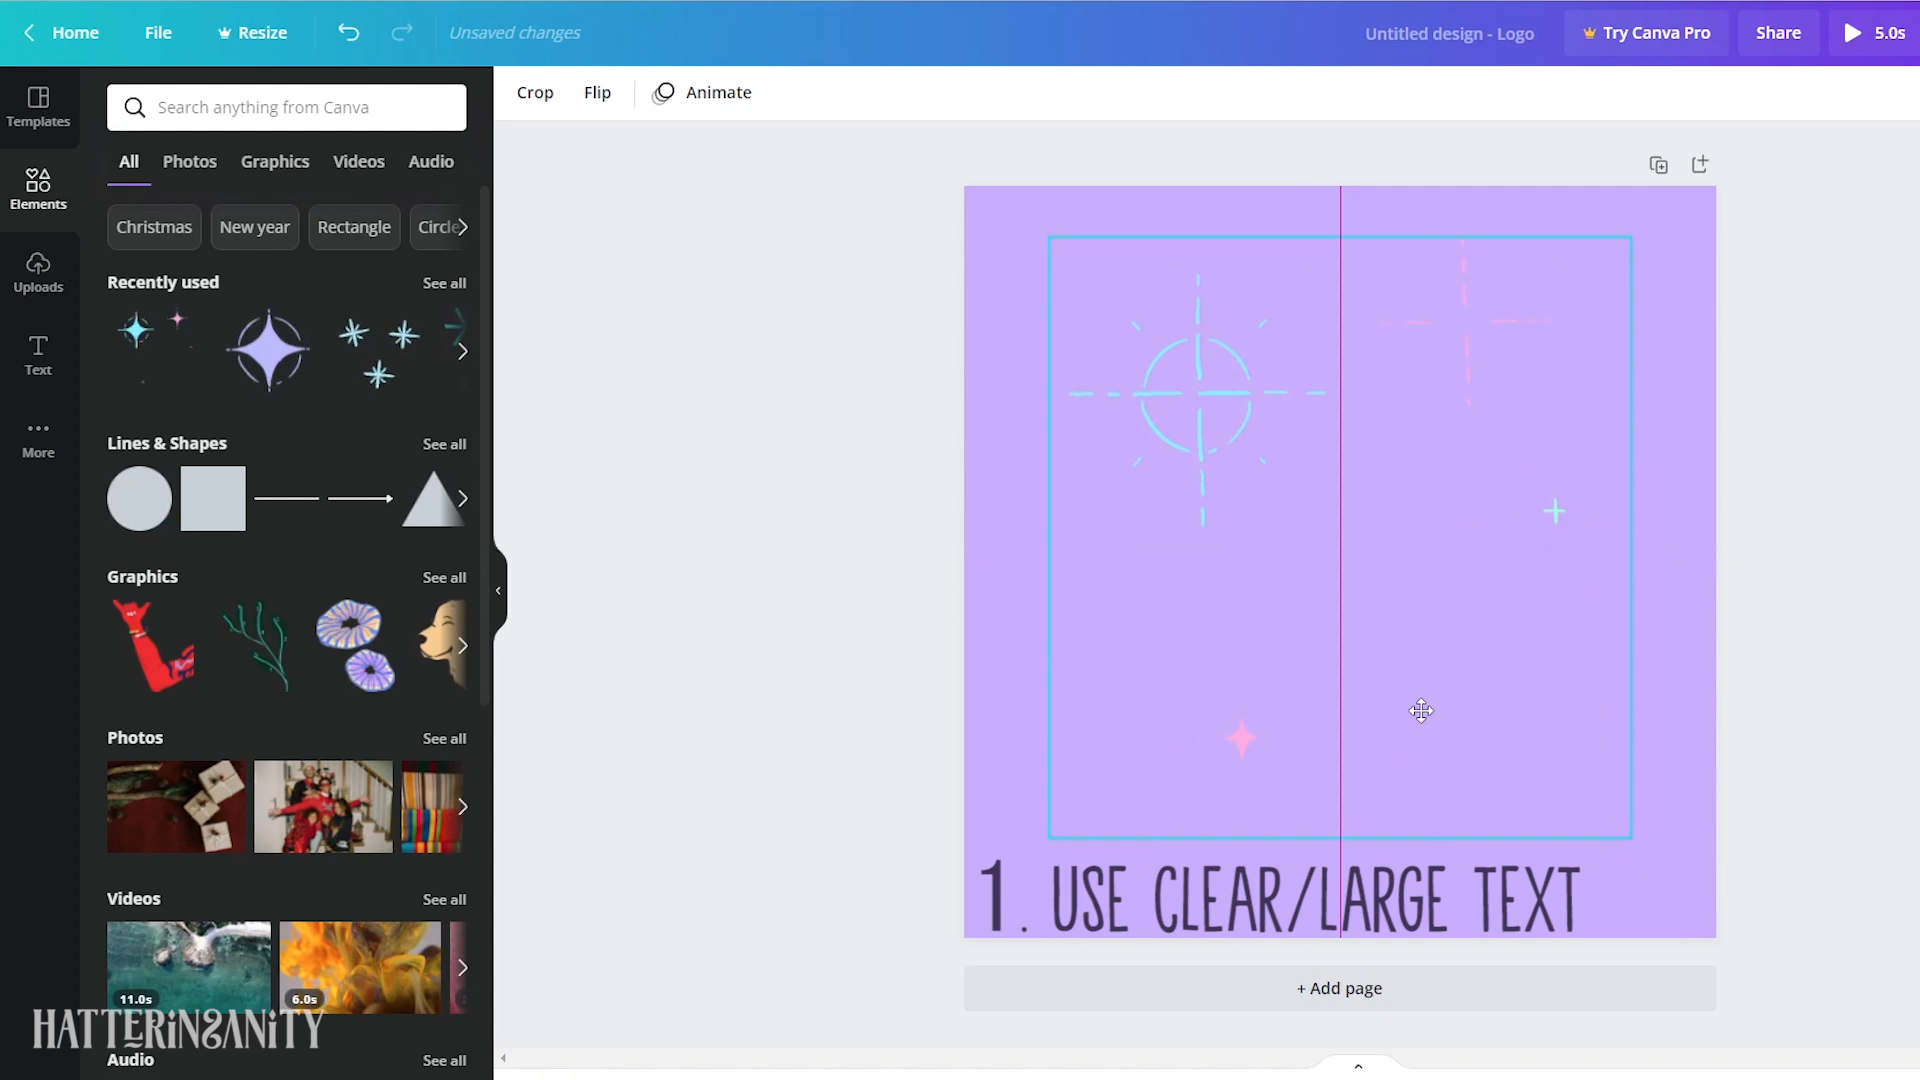 Home
File
Resize
Unsaved changes
Untitled design - Logo
Try Canva Pro
Share
5.0s
Templates
Elements
Uploads
Text
More
Search anything from Canva
All
Photos
Graphics
Videos
Audio
Christmas
New year
Rectangle
Circle
Recently used
See all
Lines & Shapes
See all
Graphics
See all
Photos
See all
Videos
See all
11.0s
6.0s
Audio
See all
HATTERiNSANiTY
Crop
Flip
Animate
1. USE CLEAR/LARGE TEXT
+ Add page